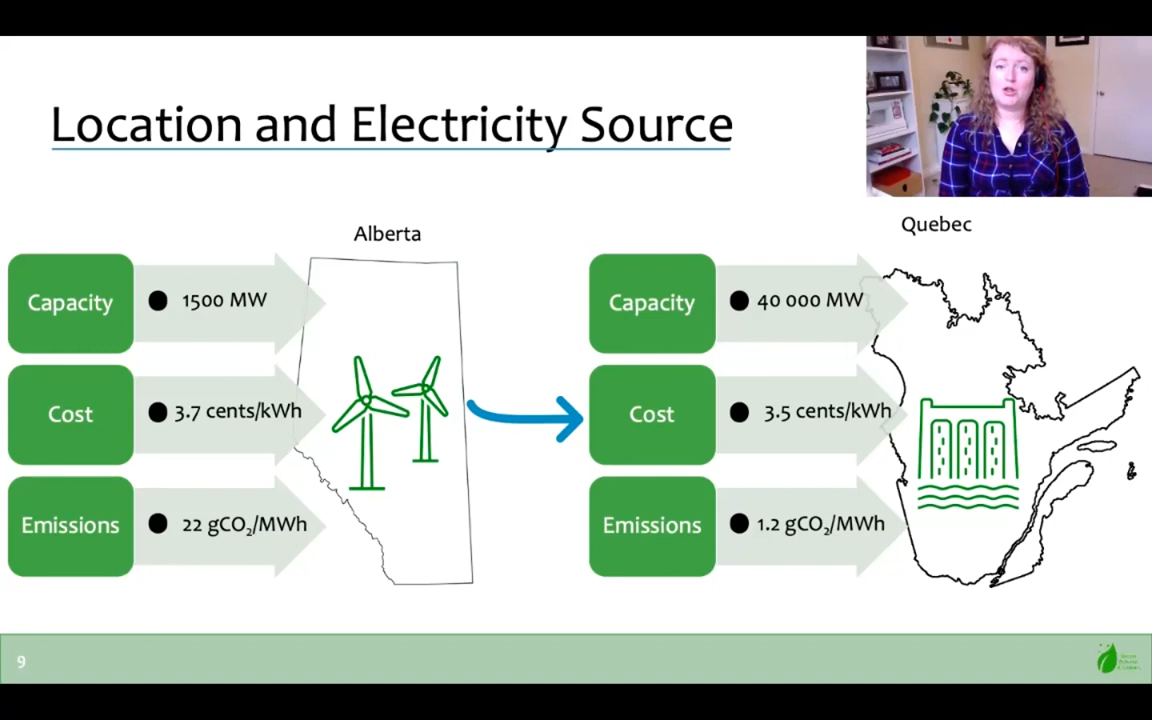 Location and Electricity Source
Alberta
Capacity
1500 MW
Cost
3.7 cents/kWh
Emissions
22 gCO₂/MWh
Quebec
Capacity
40 000 MW
Cost
3.5 cents/kWh
Emissions
1.2 gCO₂/MWh
9